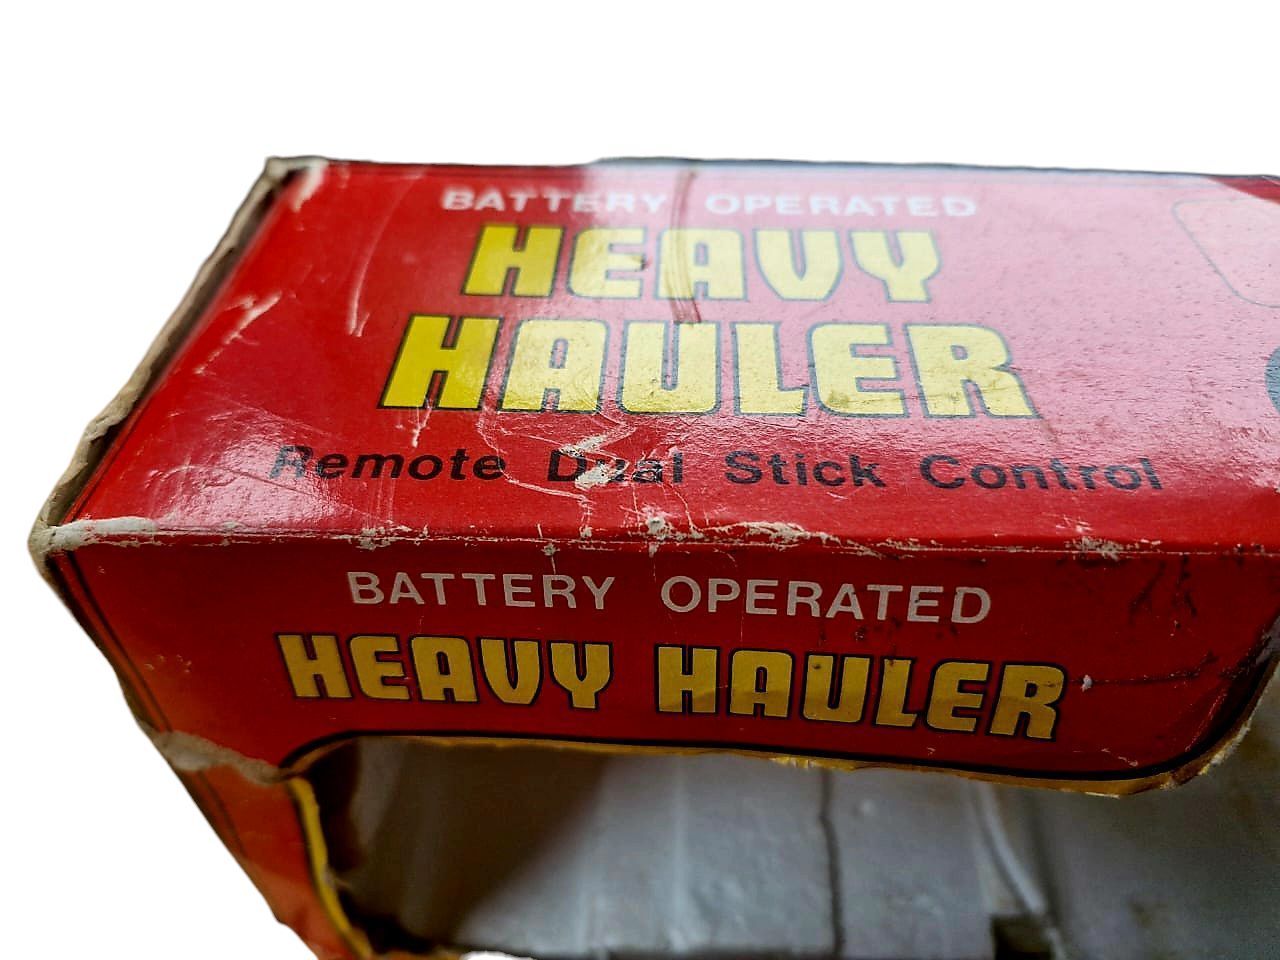 BATTERY OPERATED
HEAVY
HAULER
Remote Dual Stick Control
BATTERY OPERATED
HEAVY HAULER